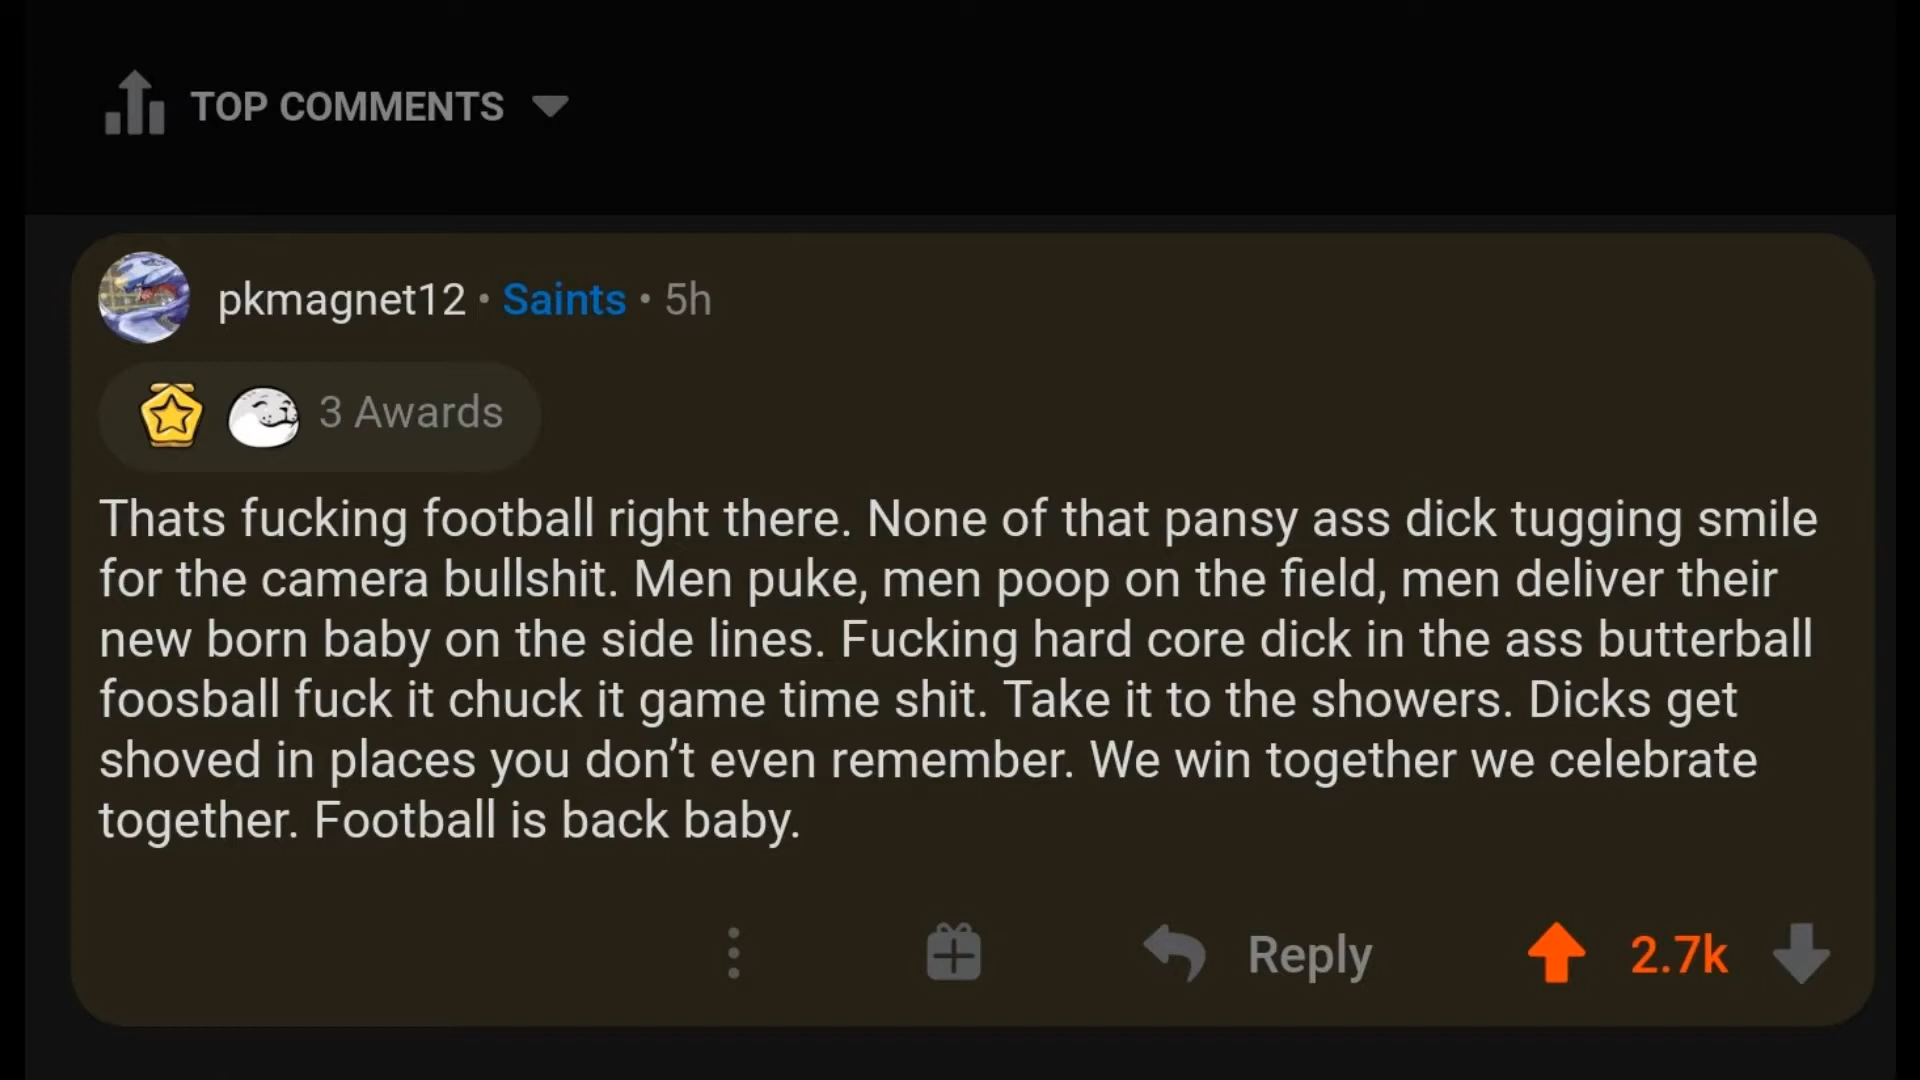 TOP COMMENTS
pkmagnet12 • Saints • 5h
3 Awards
Thats fucking football right there. None of that pansy ass dick tugging smile
for the camera bullshit. Men puke, men poop on the field, men deliver their
new born baby on the side lines. Fucking hard core dick in the ass butterball
foosball fuck it chuck it game time shit. Take it to the showers. Dicks get
shoved in places you don’t even remember. We win together we celebrate
together. Football is back baby.
Reply 2.7k